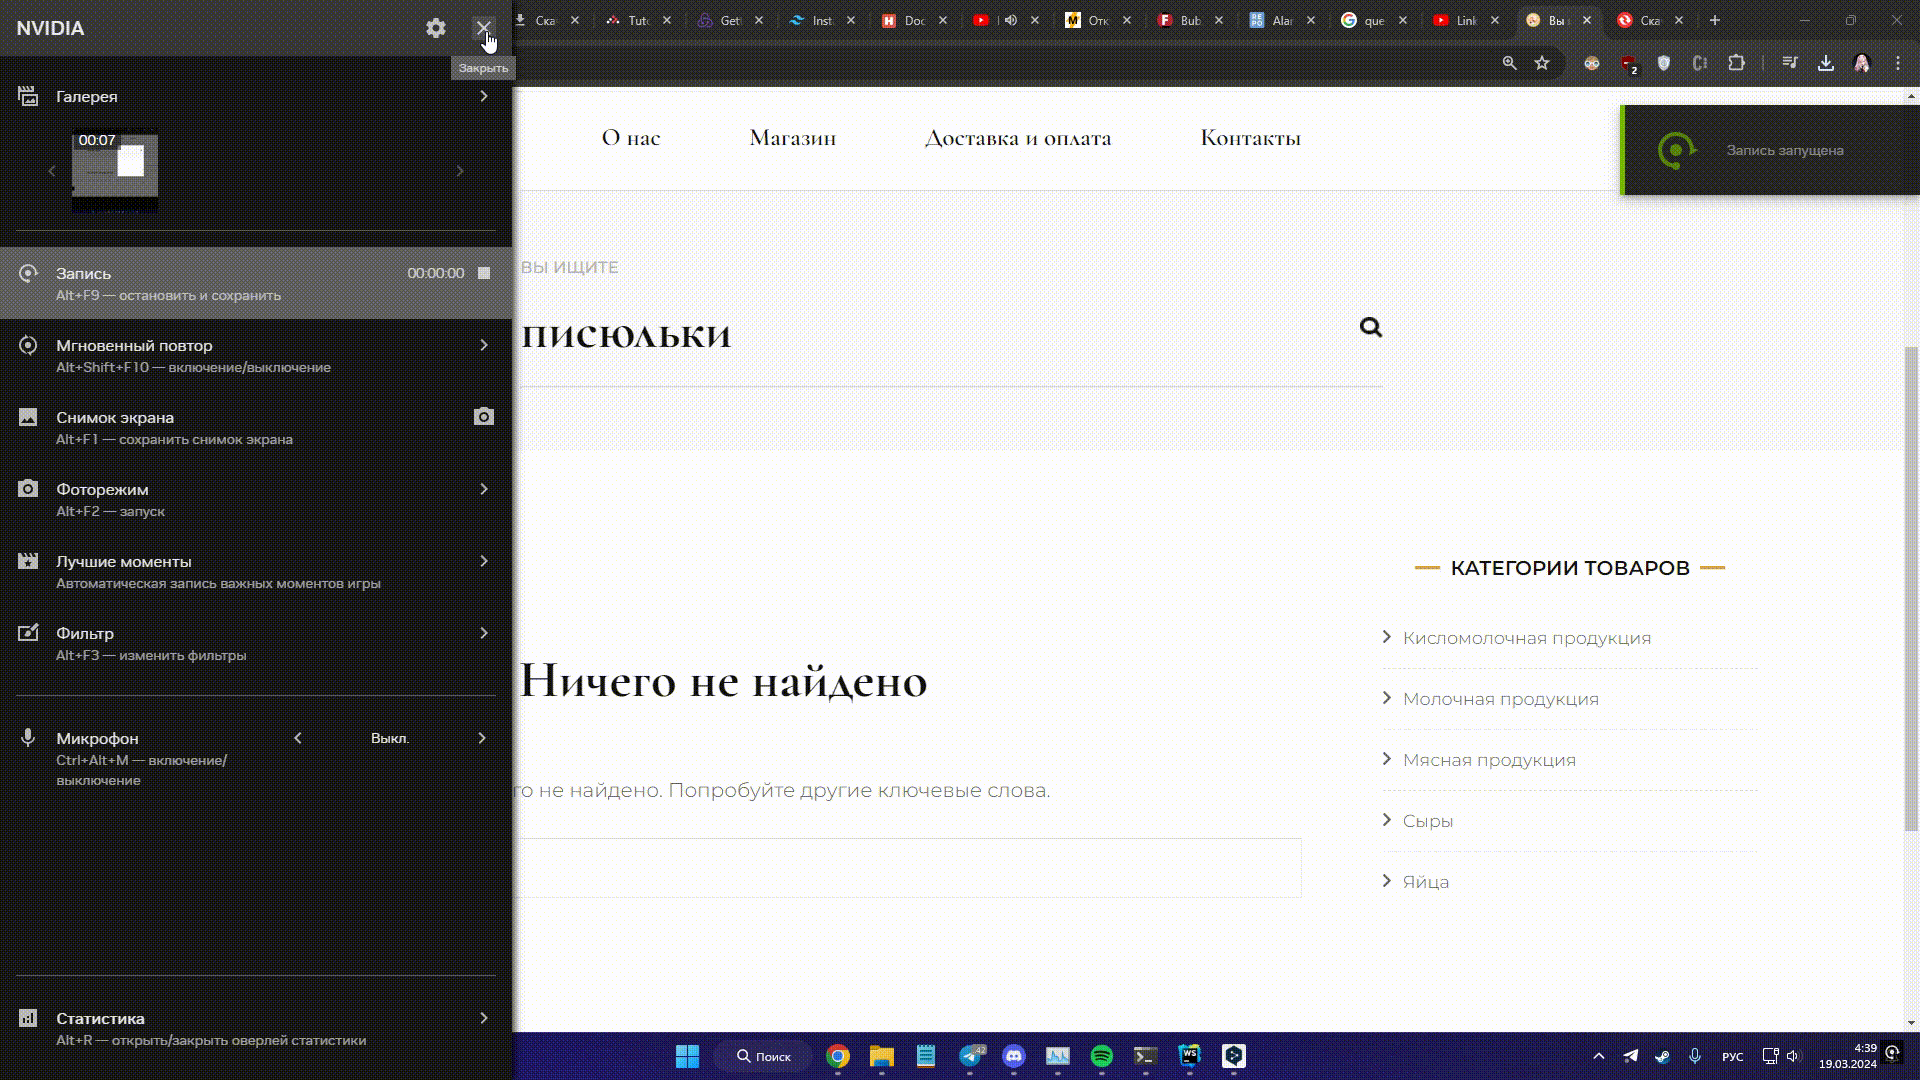 NVIDIA
Закрыть
Галерея
00:07
Запись
00:00:00
Alt+F9 — остановить и сохранить
Мгновенный повтор
Alt+Shift+F10 — включение/выключение
Снимок экрана
Alt+F1 — сохранить снимок экрана
Фоторежим
Alt+F2 — запуск
Лучшие моменты
Автоматическая запись важных моментов игры
Фильтр
Alt+F3 — изменить фильтры
Микрофон
Выкл.
Ctrl+Alt+M — включение/
выключение
Статистика
Alt+R — открыть/закрыть оверлей статистики
Ска
Tuto
Get
Inst
Doc
Отк
Bub
Alar
que
Link
Вы
Ска
2
О нас
Магазин
Доставка и оплата
Контакты
Запись запущена
ВЫ ИЩИТЕ
писюльки
Ничего не найдено
го не найдено. Попробуйте другие ключевые слова.
КАТЕГОРИИ ТОВАРОВ
Кисломолочная продукция
Молочная продукция
Мясная продукция
Сыры
Яйца
Поиск
42
WS
РУС
4:39
19.03.2024